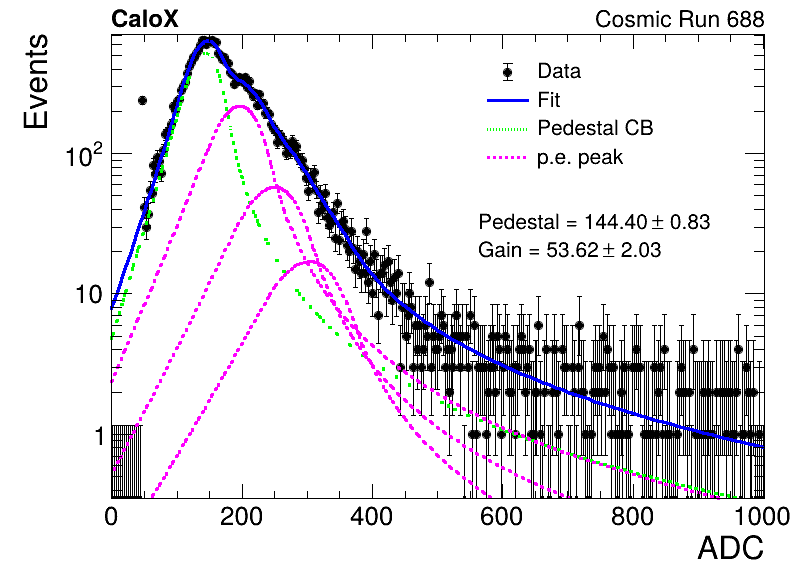 CaloX Cosmic Run 688
Events
Data
Fit
Pedestal CB
p.e. peak
Pedestal = 144.40 ± 0.83
Gain = 53.62 ± 2.03
10²
10
1
0 200 400 600 800 1000
ADC